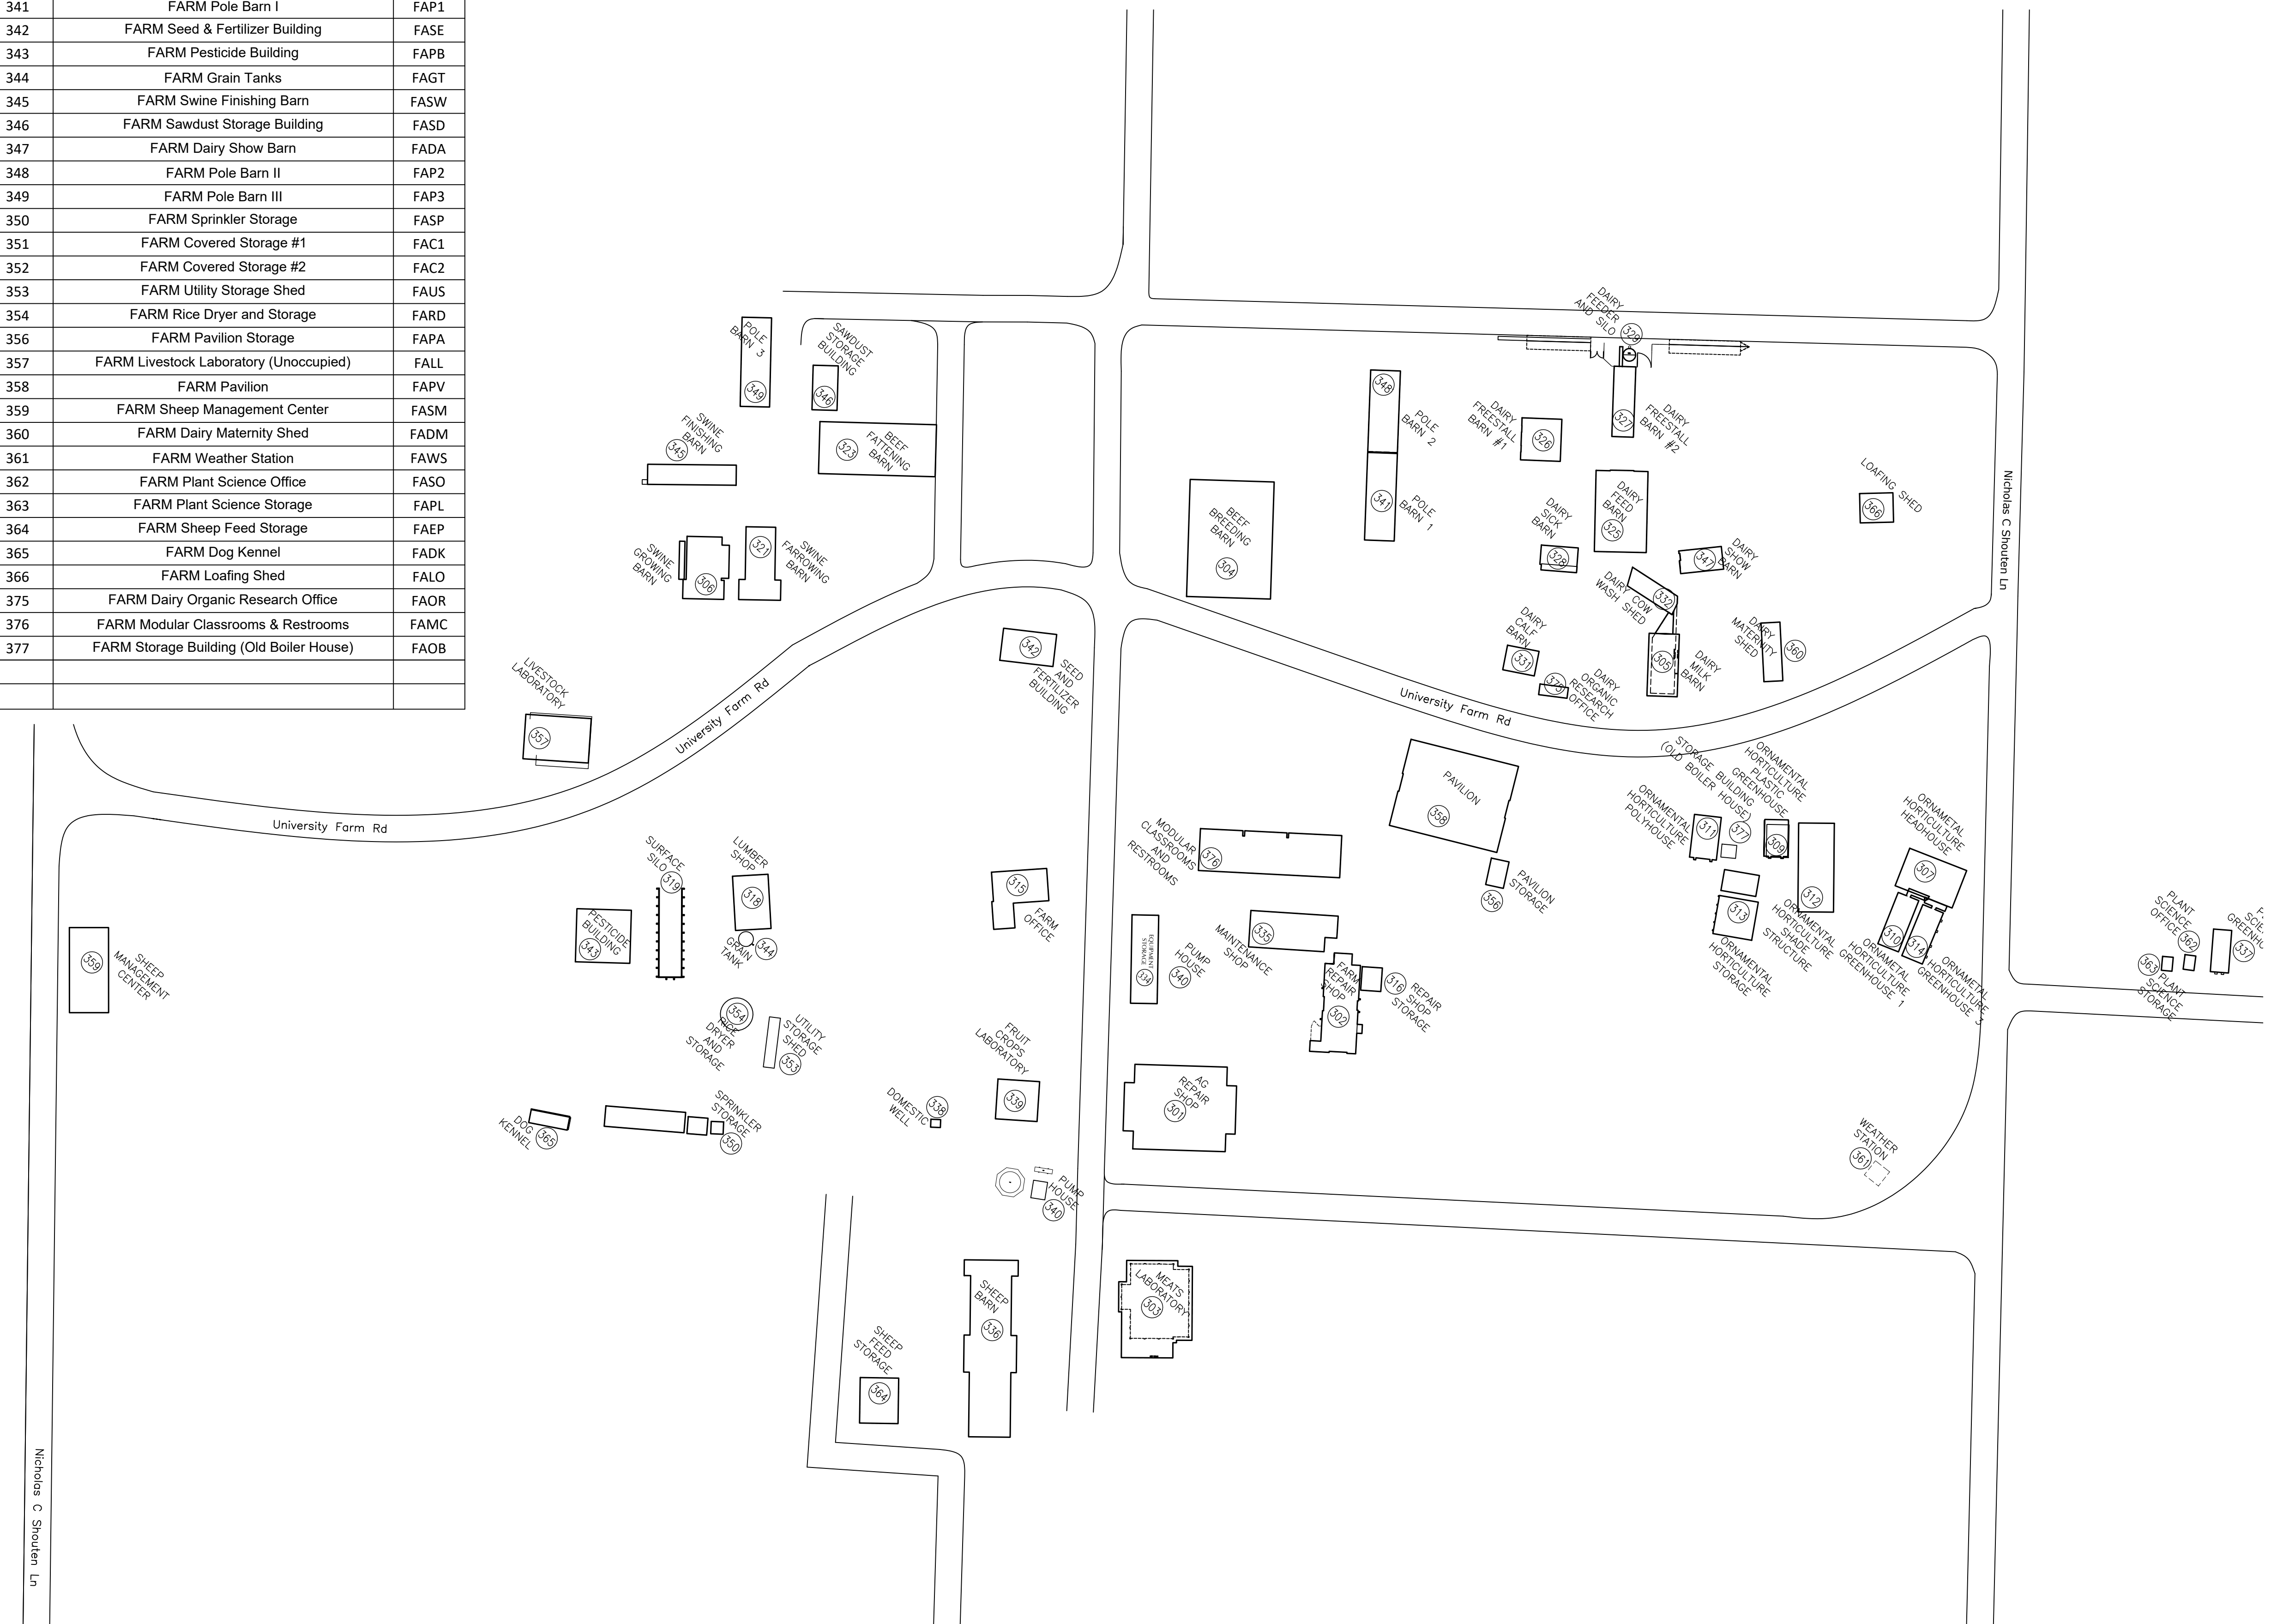 341 FARM Pole Barn I FAP1
342 FARM Seed & Fertilizer Building FASE
343 FARM Pesticide Building FAPB
344 FARM Grain Tanks FAGT
345 FARM Swine Finishing Barn FASW
346 FARM Sawdust Storage Building FASD
347 FARM Dairy Show Barn FADA
348 FARM Pole Barn II FAP2
349 FARM Pole Barn III FAP3
350 FARM Sprinkler Storage FASP
351 FARM Covered Storage #1 FAC1
352 FARM Covered Storage #2 FAC2
353 FARM Utility Storage Shed FAUS
354 FARM Rice Dryer and Storage FARD
356 FARM Pavilion Storage FAPA
357 FARM Livestock Laboratory (Unoccupied) FALL
358 FARM Pavilion FAPV
359 FARM Sheep Management Center FASM
360 FARM Dairy Maternity Shed FADM
361 FARM Weather Station FAWS
362 FARM Plant Science Office FASO
363 FARM Plant Science Storage FAPL
364 FARM Sheep Feed Storage FAEP
365 FARM Dog Kennel FADK
366 FARM Loafing Shed FALO
375 FARM Dairy Organic Research Office FAOR
376 FARM Modular Classrooms & Restrooms FAMC
377 FARM Storage Building (Old Boiler House) FAOB
POLE
BARN 3
349
SAWDUST
STORAGE
BUILDING
346
SWINE
FINISHING
BARN
345
BEEF
FATTENING
BARN
323
SWINE
GROWING
BARN
306
SWINE
FARROWING
BARN
321
LIVESTOCK
LABORATORY
357
SEED
AND
FERTILIZER
BUILDING
342
University Farm Rd
University Farm Rd
BEEF
BREEDING
BARN
304
348
POLE
BARN 2
341
POLE
BARN 1
DAIRY
FEEDER
AND SILO
329
DAIRY
FREESTALL
BARN #1
326
DAIRY
FREESTALL
BARN #2
327
DAIRY
FEED
BARN
325
DAIRY
SICK
BARN
328
DAIRY
SHOW
BARN
347
DAIRY COW
WASH SHED
332
DAIRY
CALF
BARN
331
DAIRY
ORGANIC
RESEARCH
OFFICE
375
DAIRY
MILK
BARN
305
DAIRY
MATERNITY
SHED
360
LOAFING SHED
366
Nicholas C Shouten Ln
University Farm Rd
PAVILION
358
PAVILION
STORAGE
356
MODULAR
CLASSROOMS
AND
RESTROOMS
376
MAINTENANCE
SHOP
335
EQUIPMENT
STORAGE
334
PUMP
HOUSE
340
FARM
REPAIR
SHOP
302
REPAIR
SHOP
STORAGE
316
AG
REPAIR
SHOP
301
STORAGE BUILDING
(OLD BOILER HOUSE)
377
ORNAMENTAL
HORTICULTURE
PLASTIC
GREENHOUSE
309
ORNAMENTAL
HORTICULTURE
POLYHOUSE
311
312
ORNAMENTAL
HORTICULTURE
SHADE
STRUCTURE
313
ORNAMENTAL
HORTICULTURE
STORAGE
ORNAMETAL
HORTICULTURE
HEADHOUSE
307
310
ORNAMETAL
HORTICULTURE
GREENHOUSE 1
314
ORNAMETAL
HORTICULTURE
GREENHOUSE 3
PLANT
SCIENCE
OFFICE
362
363
PLANT
SCIENCE
STORAGE
337
WEATHER
STATION
361
SURFACE
SILO
319
LUMBER
SHOP
318
GRAIN
TANK
344
PESTICIDE
BUILDING
343
SHEEP
MANAGEMENT
CENTER
359
FARM
OFFICE
315
RICE
DRYER
AND
STORAGE
354
UTILITY
STORAGE
SHED
353
FRUIT
CROPS
LABORATORY
339
DOMESTIC
WELL
338
DOG
KENNEL
365
SPRINKLER
STORAGE
350
PUMP
HOUSE
340
SHEEP
BARN
336
SHEEP
FEED
STORAGE
364
MEATS
LABORATORY
303
Nicholas C Shouten Ln